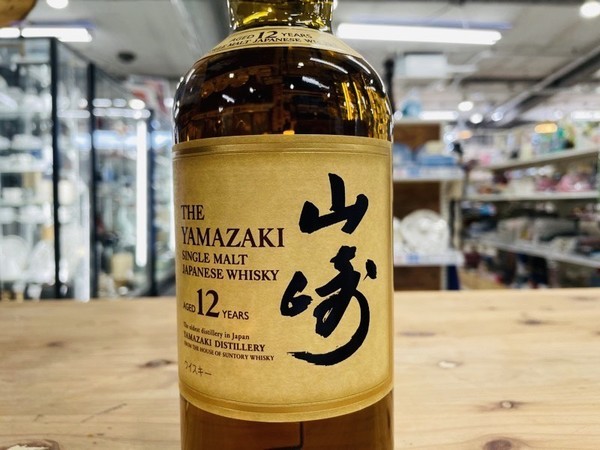 AGED 12 YEARS
SINGLE MALT JAPANESE
THE
YAMAZAKI
SINGLE MALT
JAPANESE WHISKY
AGED 12 YEARS
The oldest distillery in Japan
YAMAZAKI DISTILLERY
FROM THE HOUSE OF SUNTORY WHISKY
ウイスキー
山崎